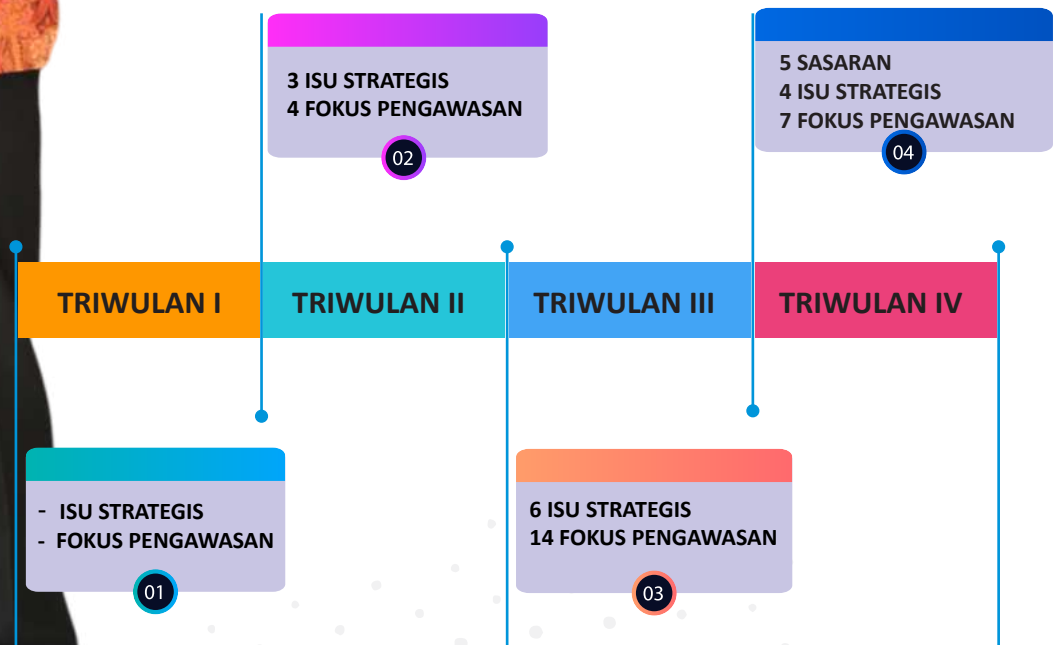 3 ISU STRATEGIS
4 FOKUS PENGAWASAN
02
5 SASARAN
4 ISU STRATEGIS
7 FOKUS PENGAWASAN
04
TRIWULAN I
TRIWULAN II
TRIWULAN III
TRIWULAN IV
- ISU STRATEGIS
- FOKUS PENGAWASAN
01
6 ISU STRATEGIS
14 FOKUS PENGAWASAN
03